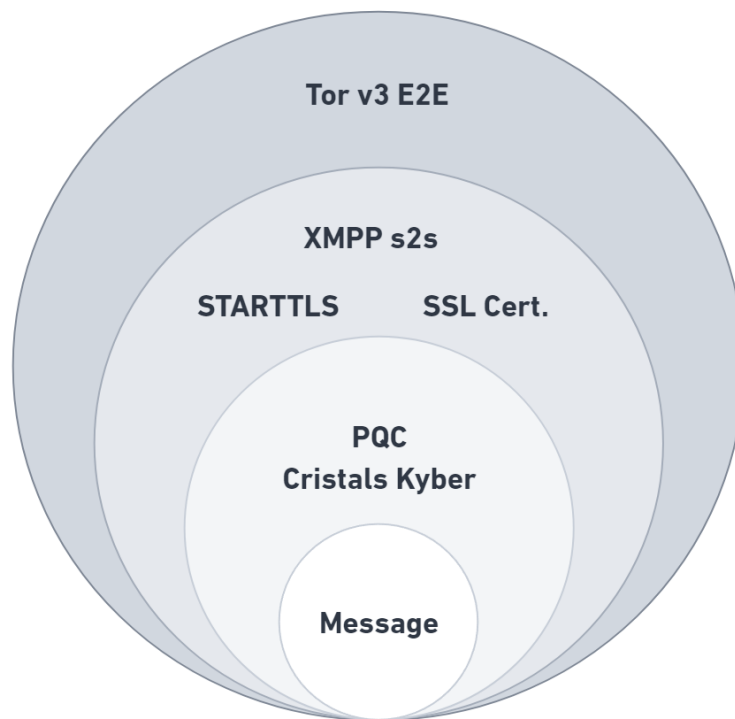 Tor v3 E2E
XMPP s2s
STARTTLS SSL Cert.
PQC
Cristals Kyber
Message